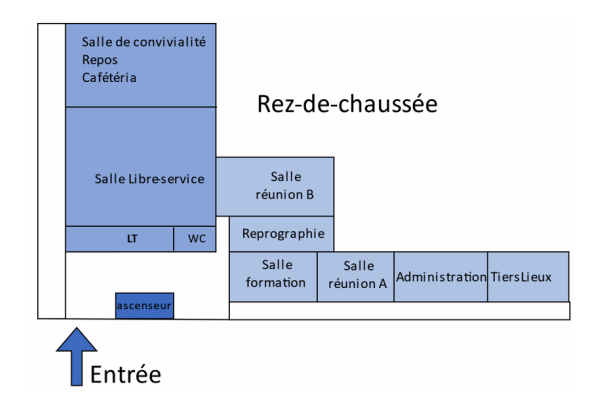 Salle de convivialité
Repos
Cafétéria
Rez-de-chaussée
Salle Libre-service
Salle
réunion B
LT
WC
Reprographie
Salle
formation
Salle
réunion A
Administration
TiersLieux
ascenseur
Entrée